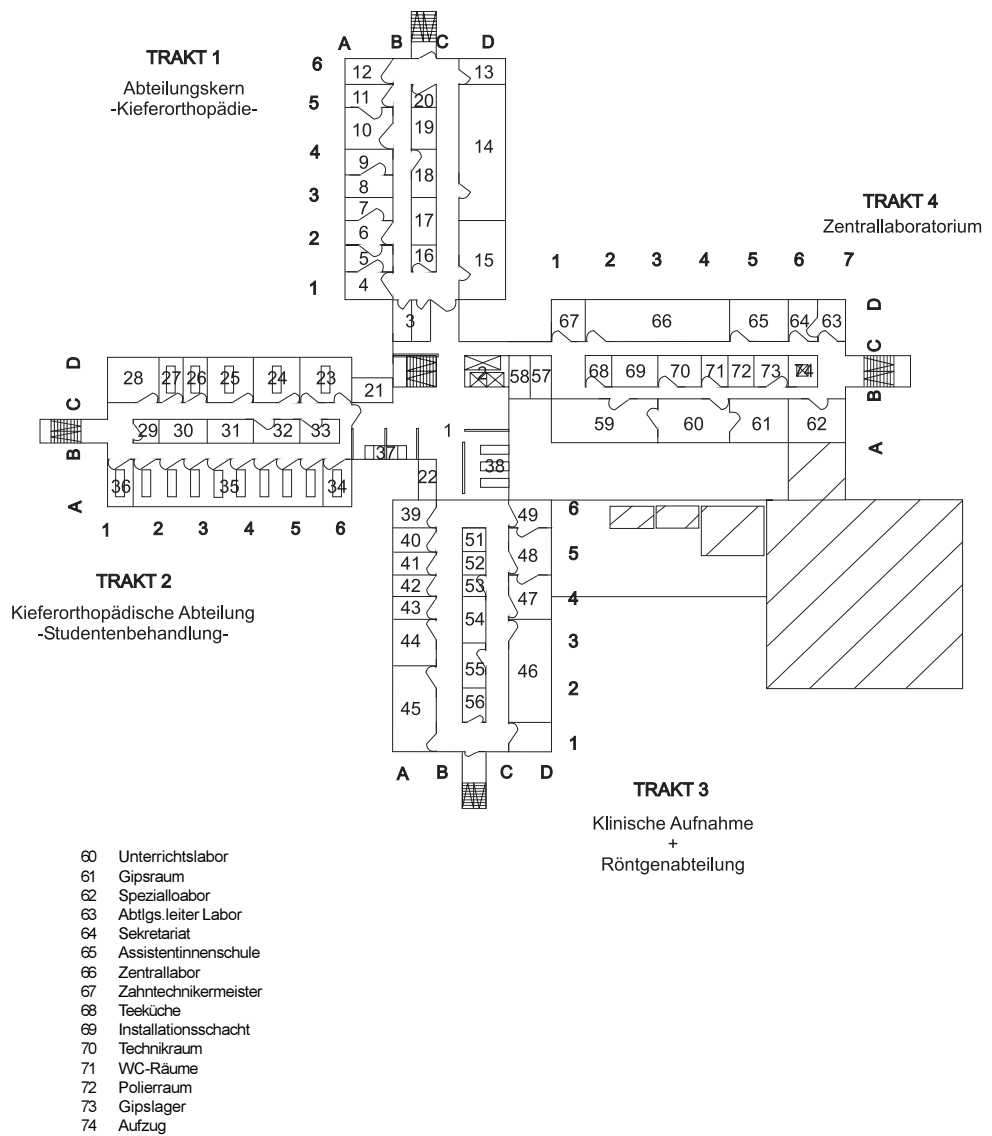 TRAKT 1
Abteilungskern
-Kieferorthopädie-
A B C D
6 12 13
5 11 20
10 19
4 14
9 18
3 8
7 17
2 6
5 16 15
1 4
3
TRAKT 4
Zentrallaboratorium
1 2 3 4 5 6 7
67 66 65 64 63 D
C
68 69 70 71 72 73 74
B
59 60 61 62
A
58 57
2
1
38
37
22
21
D 28 27 26 25 24 23
C
29 30 31 32 33
B
36 35 34
A
1 2 3 4 5 6
TRAKT 2
Kieferorthopädische Abteilung
-Studentenbehandlung-
39 49 6
40 51
41 52 48 5
42 53
43 47 4
54
44 3
55 46
45 56 2
1
A B C D
TRAKT 3
Klinische Aufnahme
+
Röntgenabteilung
60 Unterrichtslabor
61 Gipsraum
62 Spezialloabor
63 Abtlgs.leiter Labor
64 Sekretariat
65 Assistentinnenschule
66 Zentrallabor
67 Zahntechnikermeister
68 Teeküche
69 Installationsschacht
70 Technikraum
71 WC-Räume
72 Polierraum
73 Gipslager
74 Aufzug